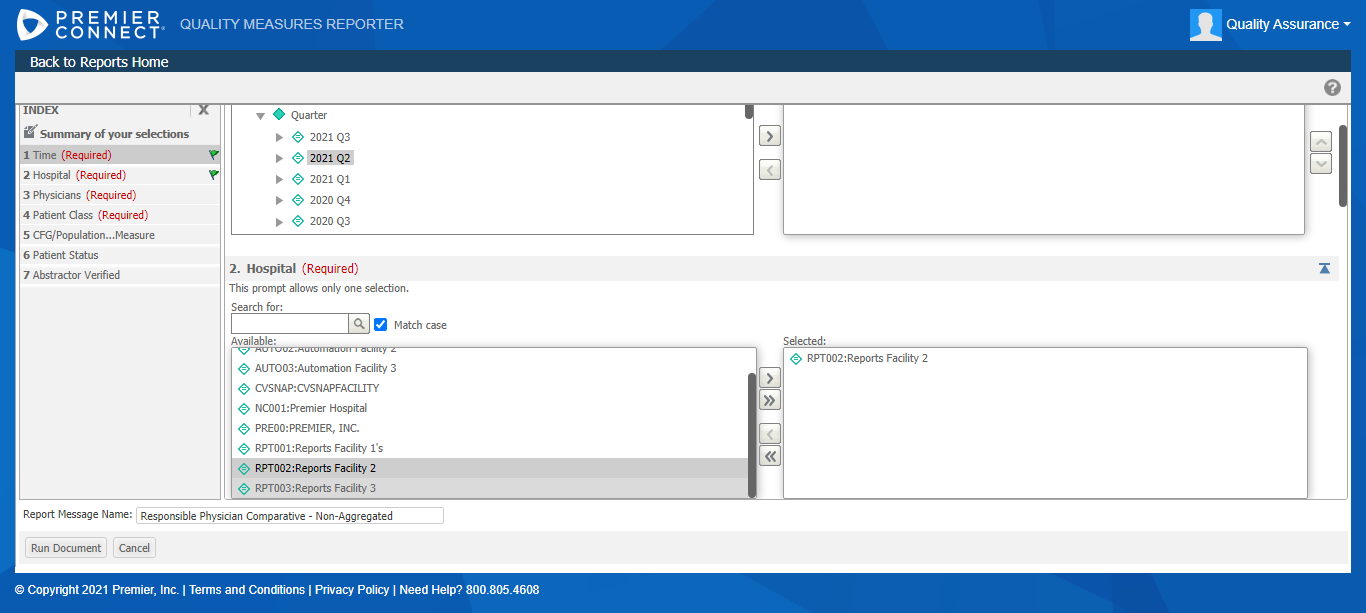 PREMIER CONNECT
QUALITY MEASURES REPORTER
Quality Assurance
Back to Reports Home
?
INDEX
X
Summary of your selections
1 Time (Required)
2 Hospital (Required)
3 Physicians (Required)
4 Patient Class (Required)
5 CFG/Population...Measure
6 Patient Status
7 Abstractor Verified
Quarter
2021 Q3
2021 Q2
2021 Q1
2020 Q4
2020 Q3
2. Hospital (Required)
This prompt allows only one selection.
Search for:
Match case
Available:
AUTO02:Automation Facility 2
AUTO03:Automation Facility 3
CVSNAP:CVSNAPFACILITY
NC001:Premier Hospital
PRE00:PREMIER, INC.
RPT001:Reports Facility 1's
RPT002:Reports Facility 2
RPT003:Reports Facility 3
Selected:
RPT002:Reports Facility 2
Report Message Name: Responsible Physician Comparative - Non-Aggregated
Run Document Cancel
© Copyright 2021 Premier, Inc. | Terms and Conditions | Privacy Policy | Need Help? 800.805.4608